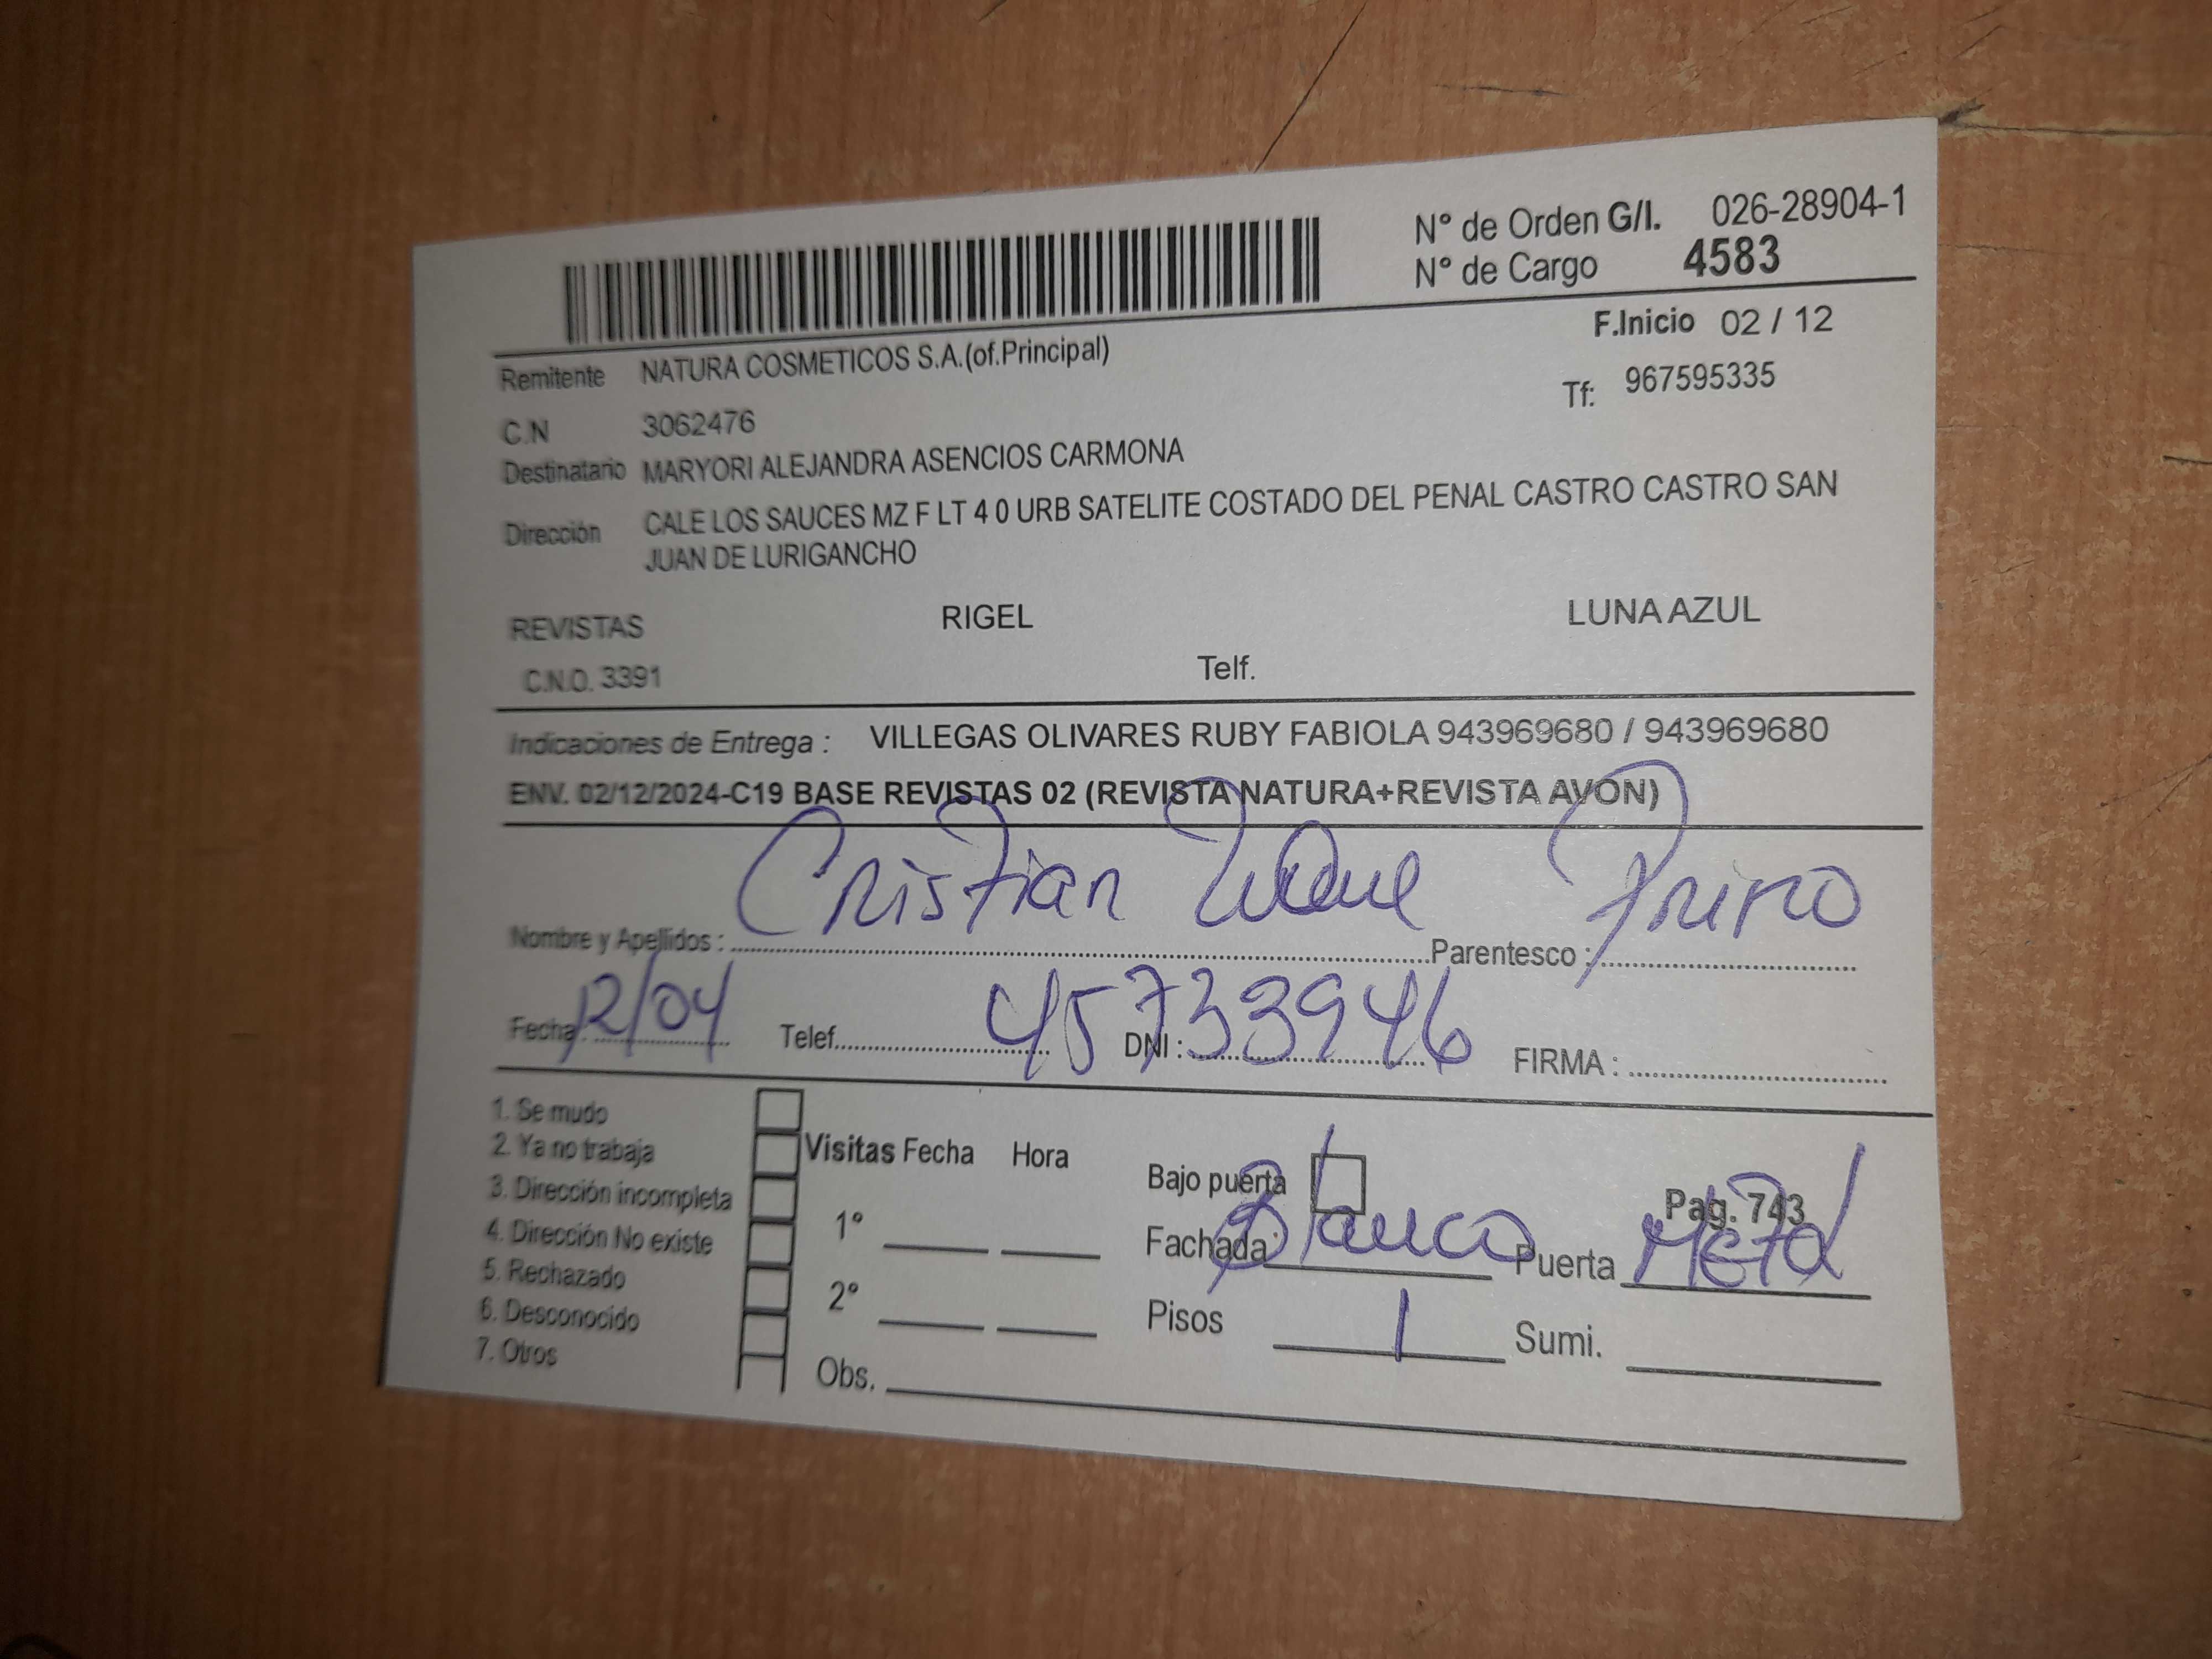 N° de Orden G/I. 026-28904-1
N° de Cargo 4583
F.Inicio 02 / 12
Remitente NATURA COSMETICOS S.A.(of.Principal)
Tf: 967595335
C.N 3062476
Destinatario MARYORI ALEJANDRA ASENCIOS CARMONA
Dirección CALE LOS SAUCES MZ F LT 4 0 URB SATELITE COSTADO DEL PENAL CASTRO CASTRO SAN
JUAN DE LURIGANCHO
REVISTAS RIGEL LUNA AZUL
C.N.O. 3391 Telf.
Indicaciones de Entrega : VILLEGAS OLIVARES RUBY FABIOLA 943969680 / 943969680
ENV. 02/12/2024-C19 BASE REVISTAS 02 (REVISTA NATURA+REVISTA AVON)
Nombre y Apellidos : Cristian Parentesco : Primo
Fecha : 12/04 Telef. DNI : 45733946 FIRMA :
1. Se mudo
2. Ya no trabaja
3. Dirección incompleta
4. Dirección No existe
5. Rechazado
6. Desconocido
7. Otros
Visitas Fecha Hora
1°
2°
Obs.
Bajo puerta Pag. 743
Fachada Blanco Puerta Metal
Pisos 1 Sumi.